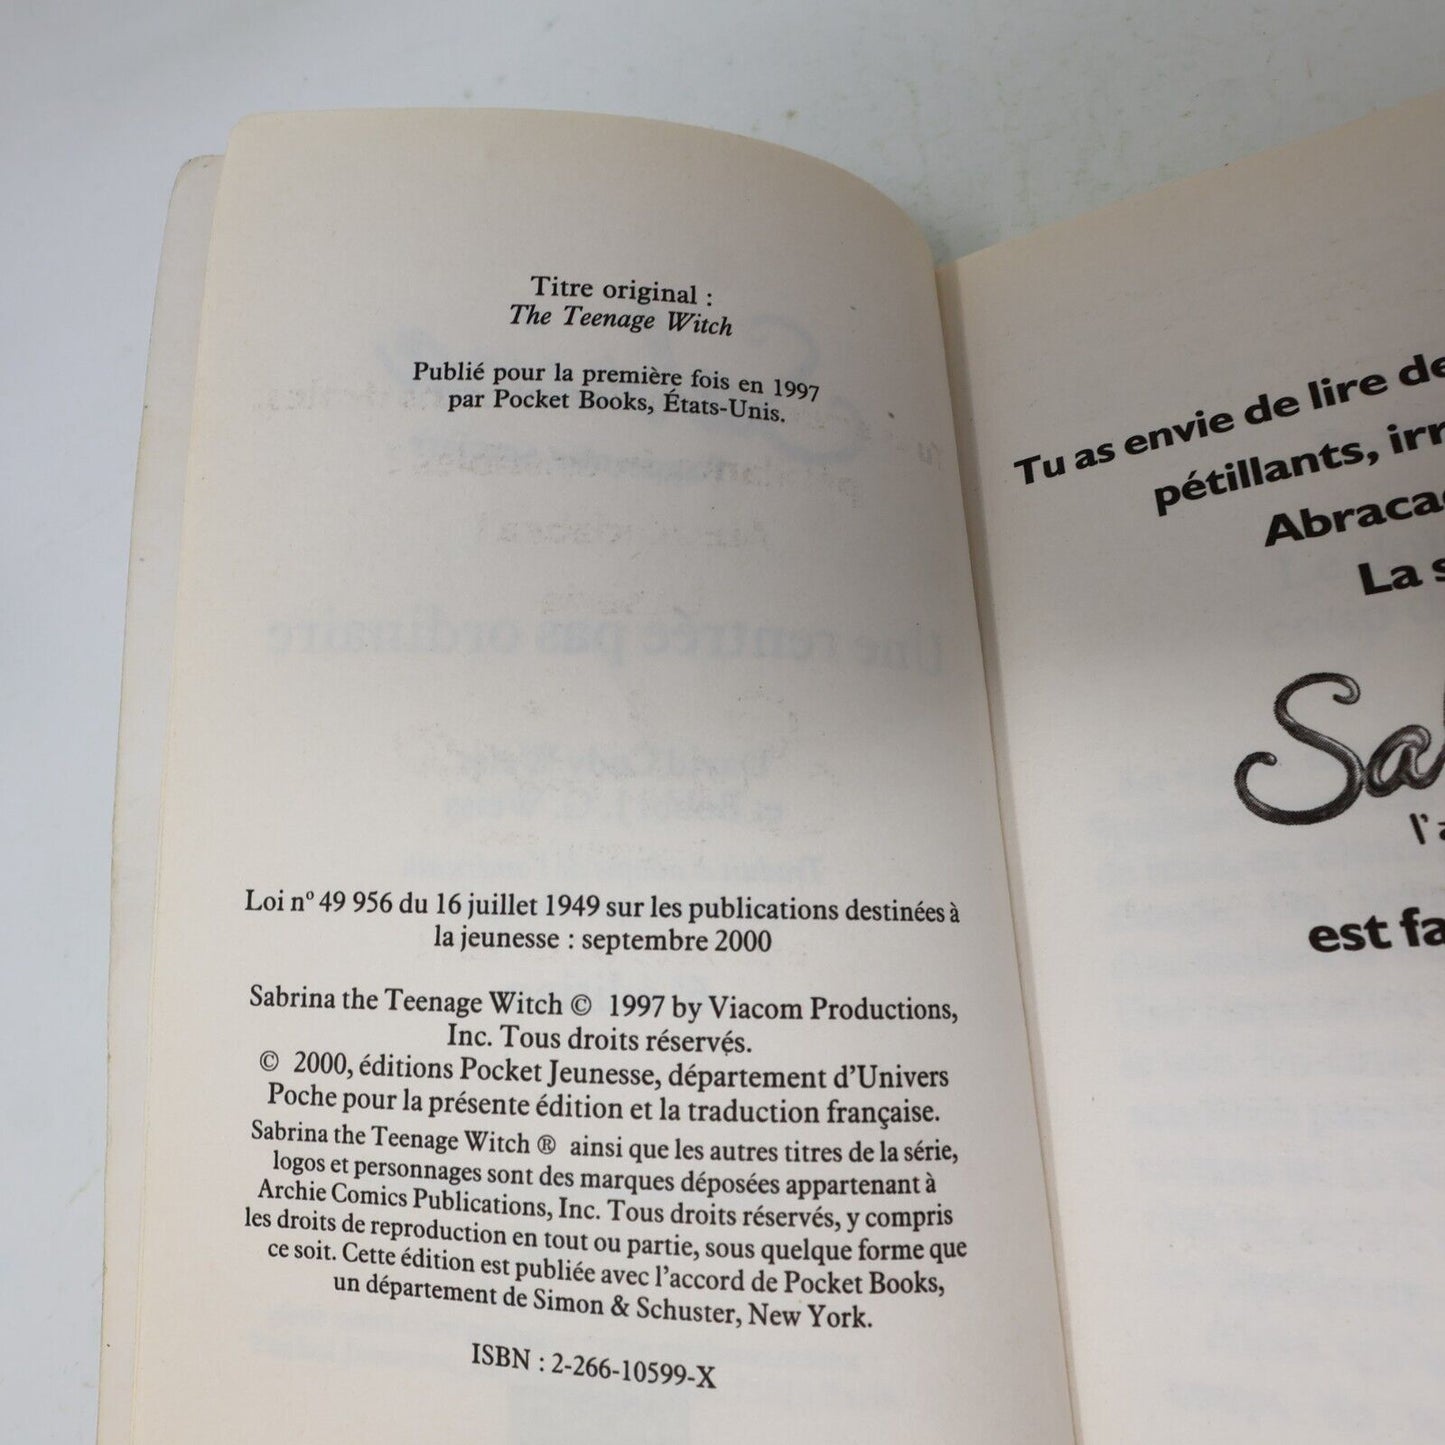 Titre original :
The Teenage Witch
Publié pour la première fois en 1997
par Pocket Books, États-Unis.
Une rentrée pas ordinaire
Loi nº 49 956 du 16 juillet 1949 sur les publications destinées à
la jeunesse : septembre 2000
Sabrina the Teenage Witch © 1997 by Viacom Productions,
Inc. Tous droits réservés.
© 2000, éditions Pocket Jeunesse, département d'Univers
Poche pour la présente édition et la traduction française.
Sabrina the Teenage Witch ® ainsi que les autres titres de la série,
logos et personnages sont des marques déposées appartenant à
Archie Comics Publications, Inc. Tous droits réservés, y compris
les droits de reproduction en tout ou partie, sous quelque forme que
ce soit. Cette édition est publiée avec l'accord de Pocket Books,
un département de Simon & Schuster, New York.
ISBN : 2-266-10599-X
Tu as envie de lire de
pétillants, irr
Abraca
La s
Sa
l'a
est fa